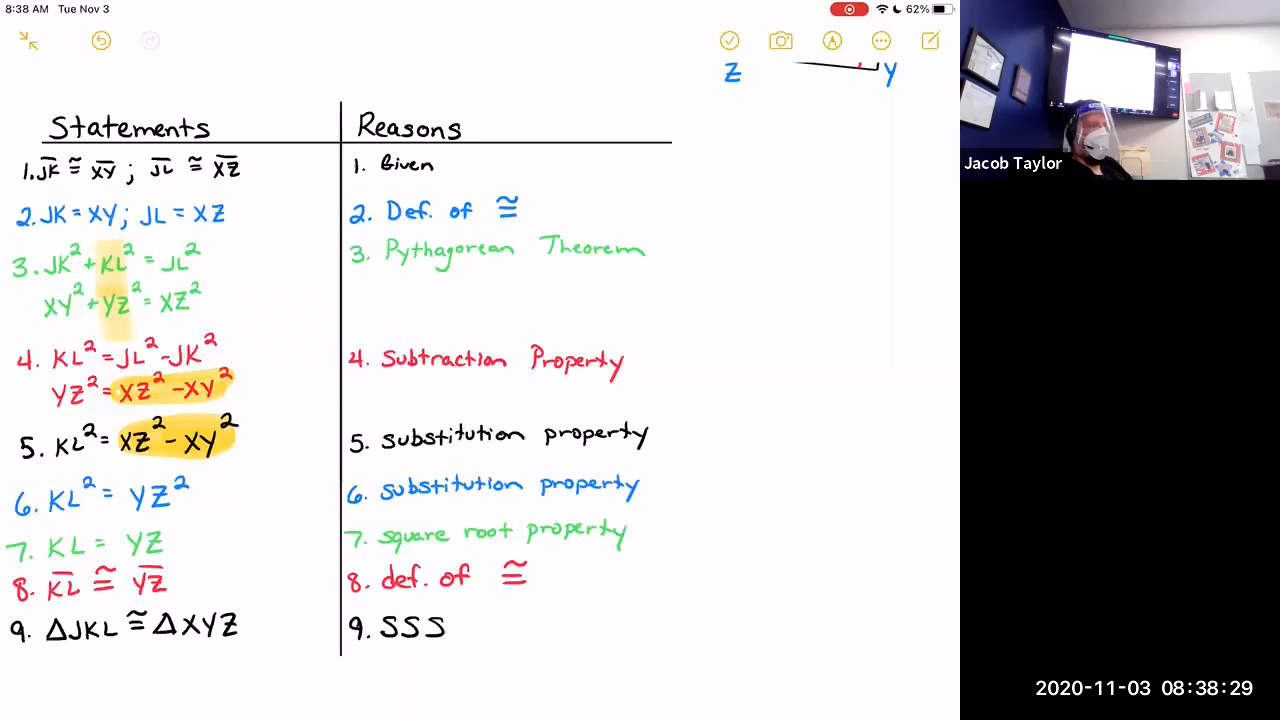 8:38 AM Tue Nov 3
62%
Z Y
Statements Reasons
1. JK ≅ XY ; JL ≅ XZ 1. Given
2. JK = XY; JL = XZ 2. Def. of ≅
3. JK² + KL² = JL² 3. Pythagorean Theorem
XY² + YZ² = XZ²
4. KL² = JL² - JK² 4. Subtraction Property
YZ² = XZ² - XY²
5. KL² = XZ² - XY² 5. substitution property
6. KL² = YZ² 6. substitution property
7. KL = YZ 7. square root property
8. KL ≅ YZ 8. def. of ≅
9. ΔJKL ≅ ΔXYZ 9. SSS
Jacob Taylor
2020-11-03 08:38:29